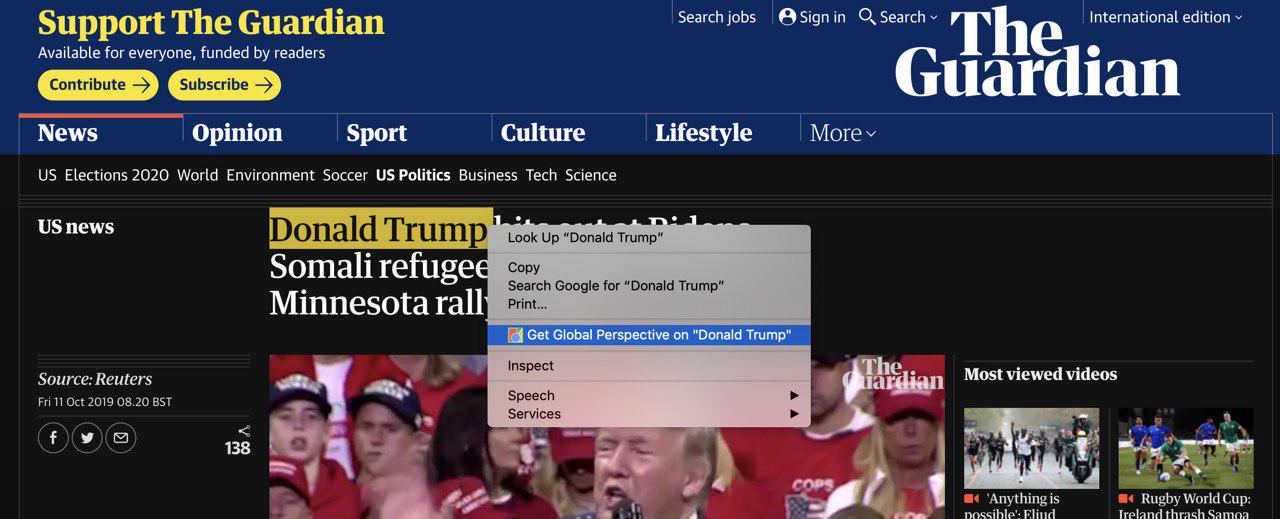 Support The Guardian
Available for everyone, funded by readers
Contribute
Subscribe
Search jobs
Sign in
Search
International edition
The
Guardian
News
Opinion
Sport
Culture
Lifestyle
More
US Elections 2020 World Environment Soccer US Politics Business Tech Science
US news
Donald Trump
Somali refugee
Minnesota rally
Look Up “Donald Trump”
Copy
Search Google for “Donald Trump”
Print...
Get Global Perspective on "Donald Trump"
Inspect
Speech
Services
Source: Reuters
Fri 11 Oct 2019 08.20 BST
138
The
Guardian
COPS
Most viewed videos
'Anything is
possible': Eliud
Rugby World Cup:
Ireland thrash Samoa